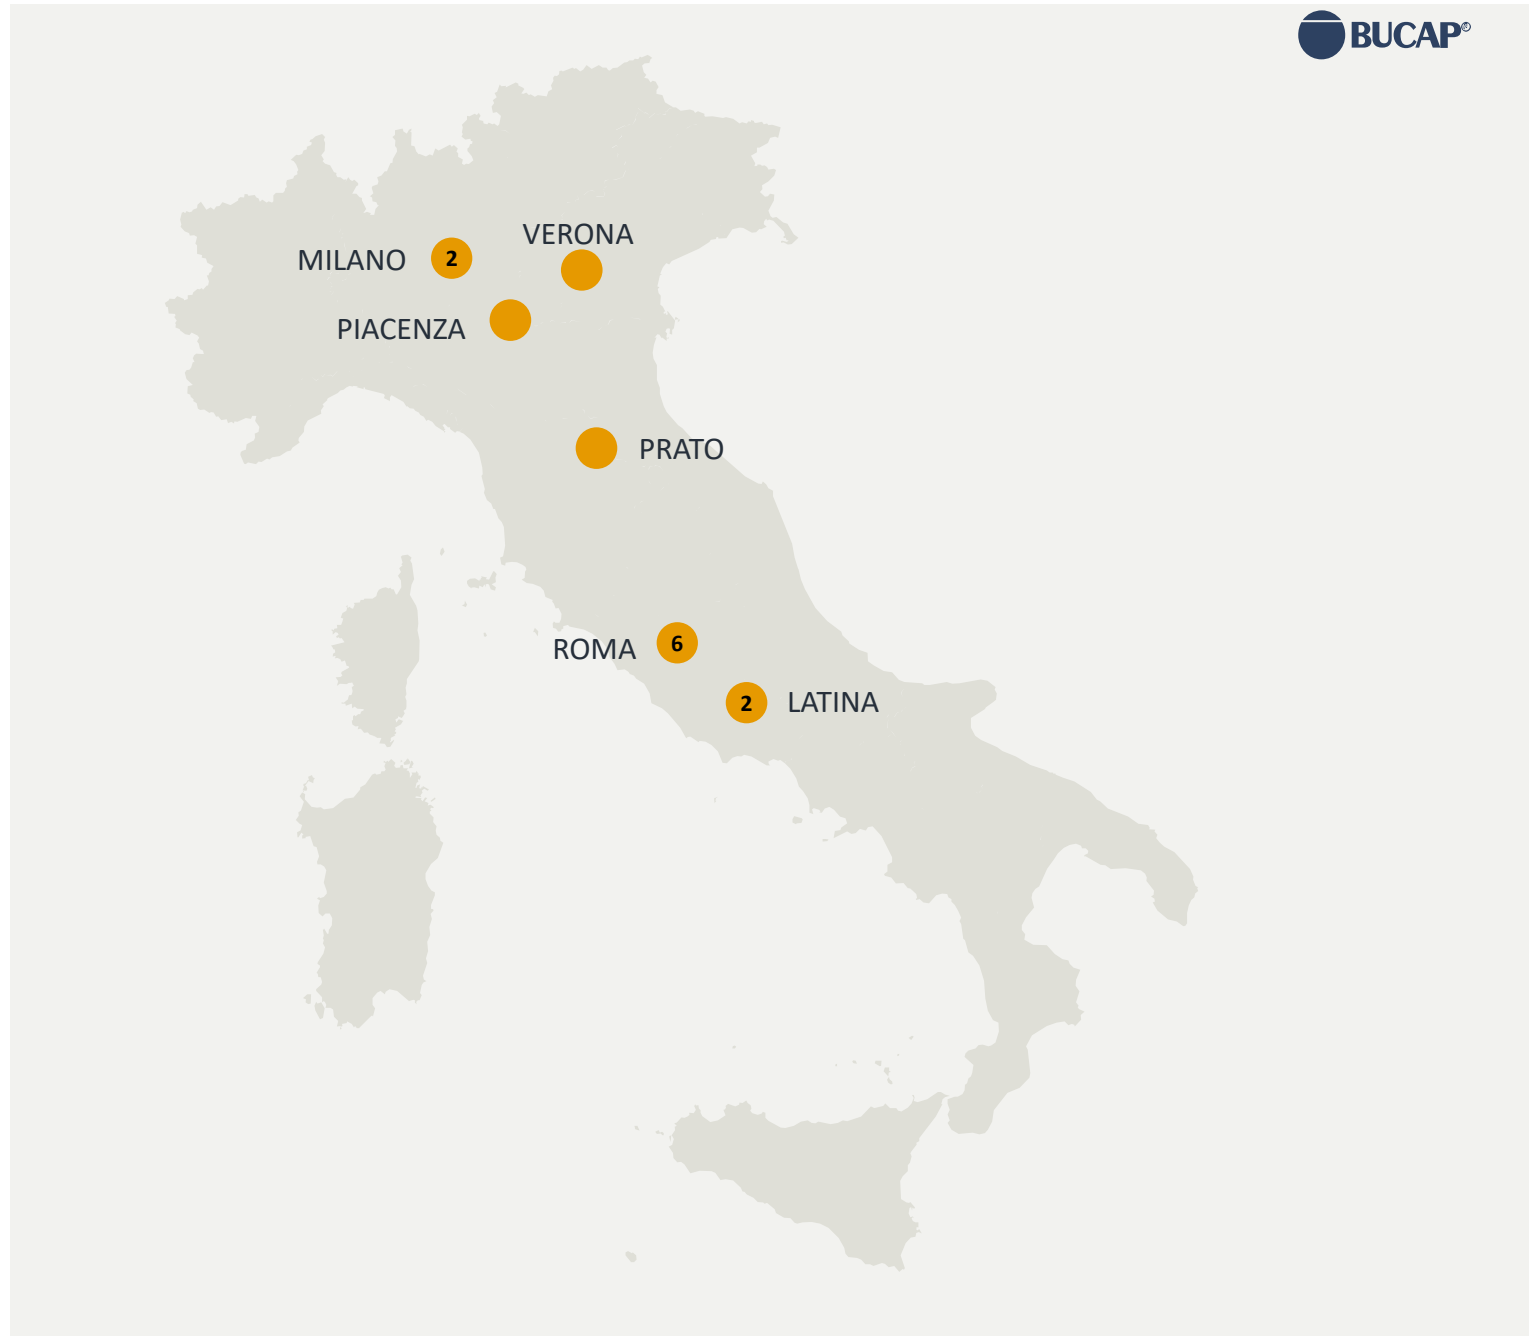 BUCAP®
VERONA
MILANO 2
PIACENZA
PRATO
ROMA 6
2 LATINA